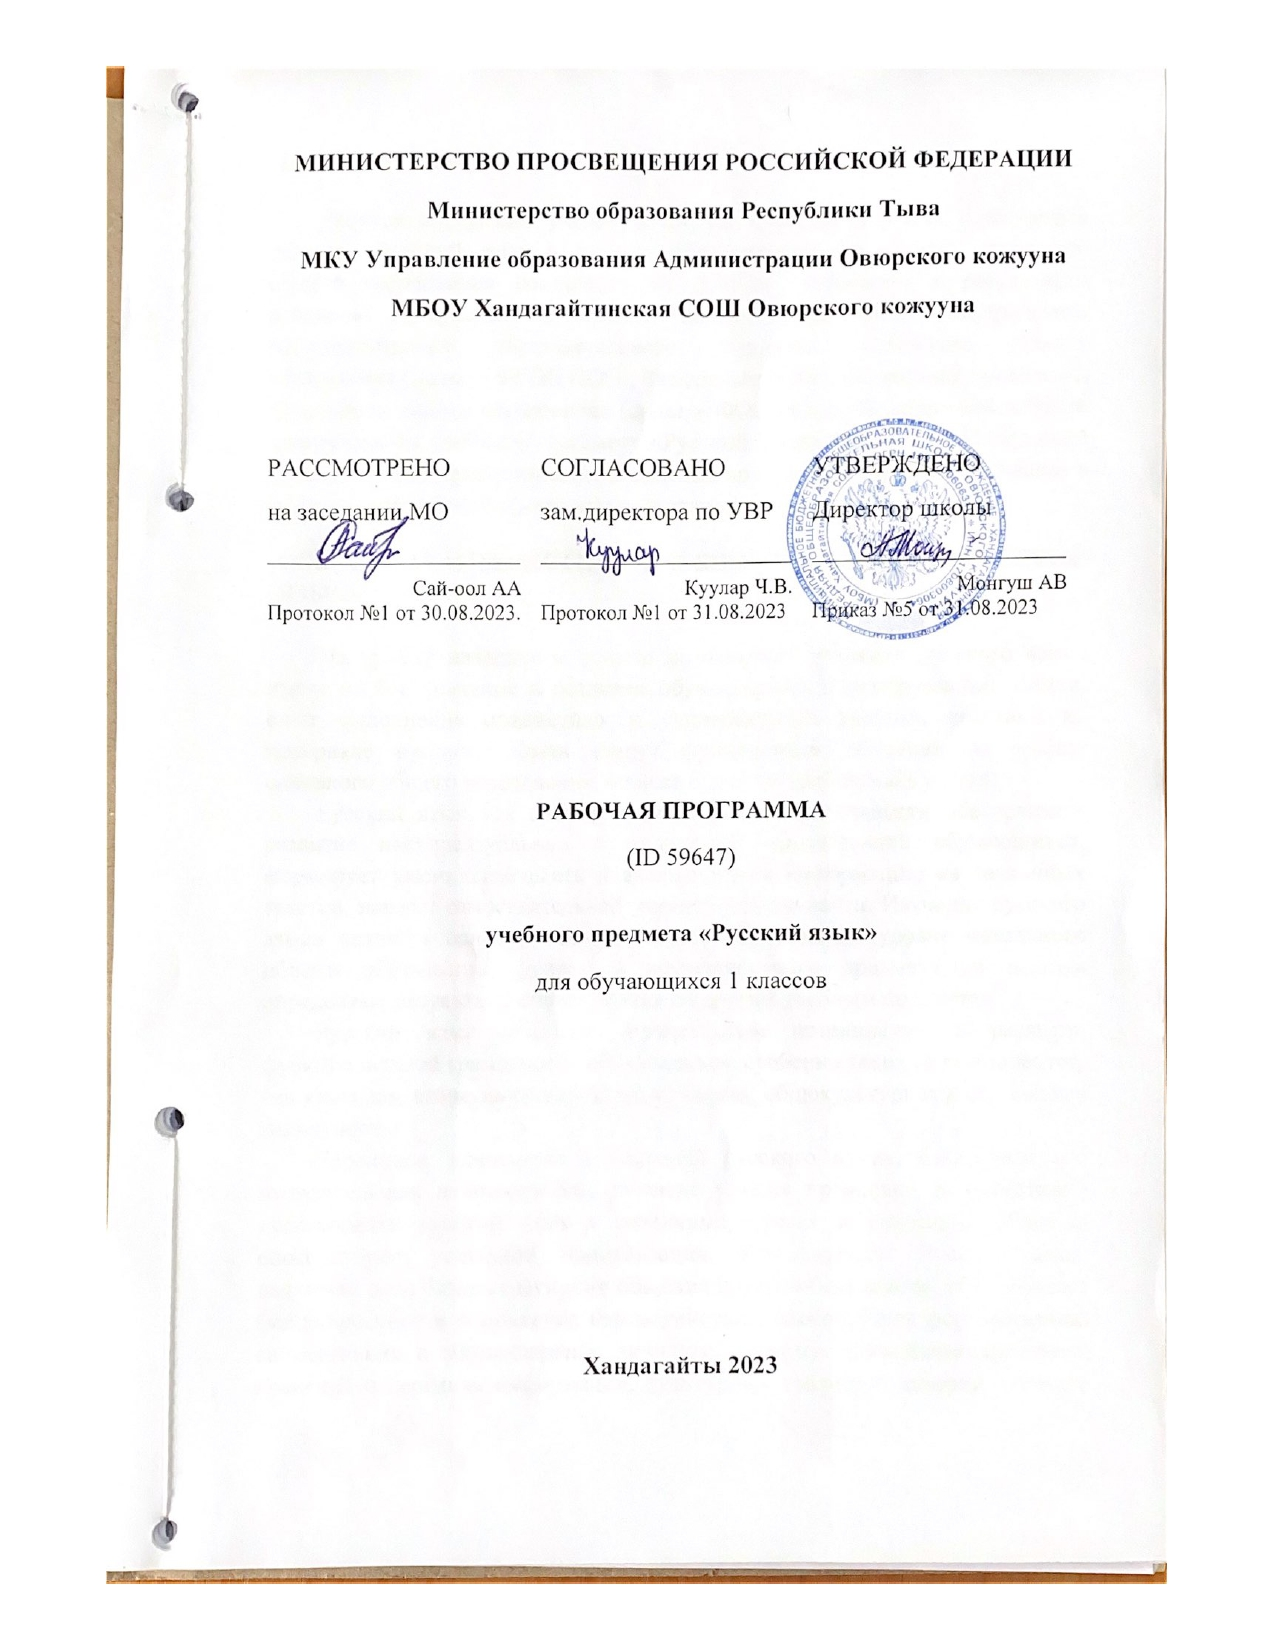 МИНИСТЕРСТВО ПРОСВЕЩЕНИЯ РОССИЙСКОЙ ФЕДЕРАЦИИ
Министерство образования Республики Тыва
МКУ Управление образования Администрации Овюрского кожууна
МБОУ Хандагайтинская СОШ Овюрского кожууна
РАССМОТРЕНО
на заседании МО
Сай-оол АА
Протокол №1 от 30.08.2023.
СОГЛАСОВАНО
зам.директора по УВР
Куулар
Куулар Ч.В.
Протокол №1 от 31.08.2023
УТВЕРЖДЕНО
Директор школы
Монгуш АВ
Приказ №5 от 31.08.2023
РАБОЧАЯ ПРОГРАММА
(ID 59647)
учебного предмета «Русский язык»
для обучающихся 1 классов
Хандагайты 2023